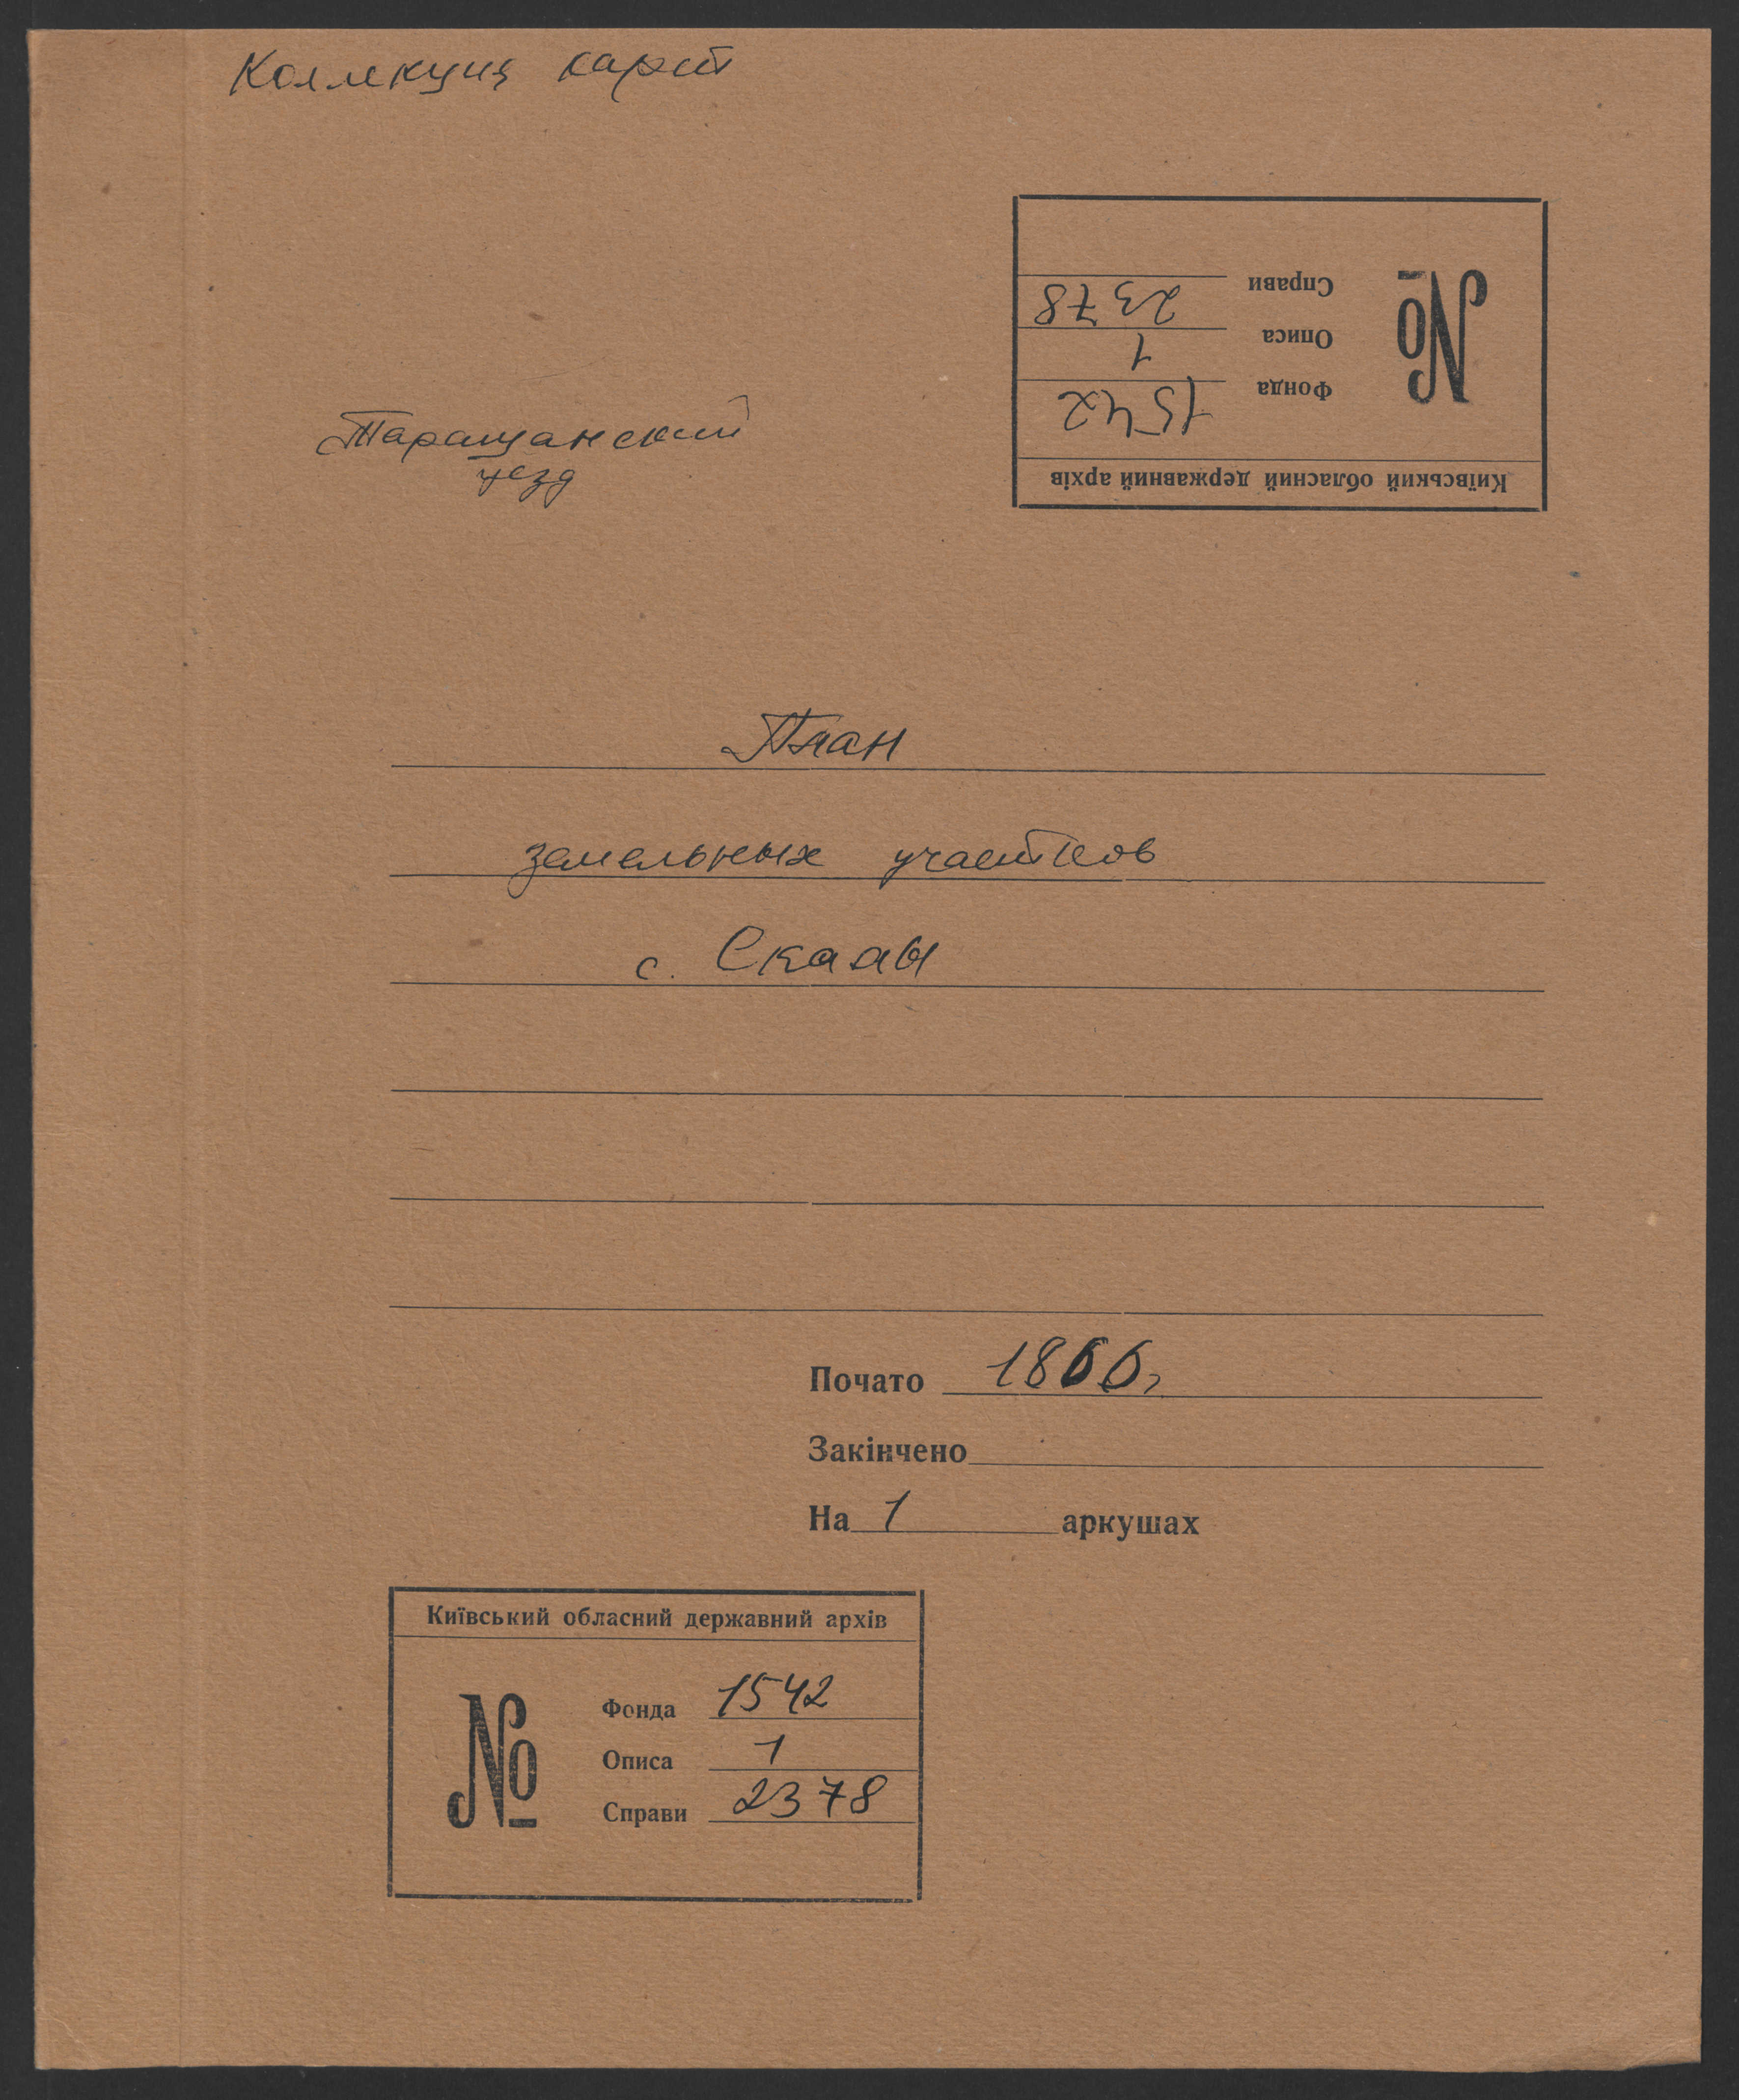 Коллекция карт
Справи 2378
Описа 1
Фонда 1542
Київський обласний державний архів
№
Таращанский
уезд
План
земельных участков
с. Скалы
Почато 1866г
Закінчено
На 1 аркушах
Київський обласний державний архів
№
Фонда 1542
Описа 1
Справи 2378